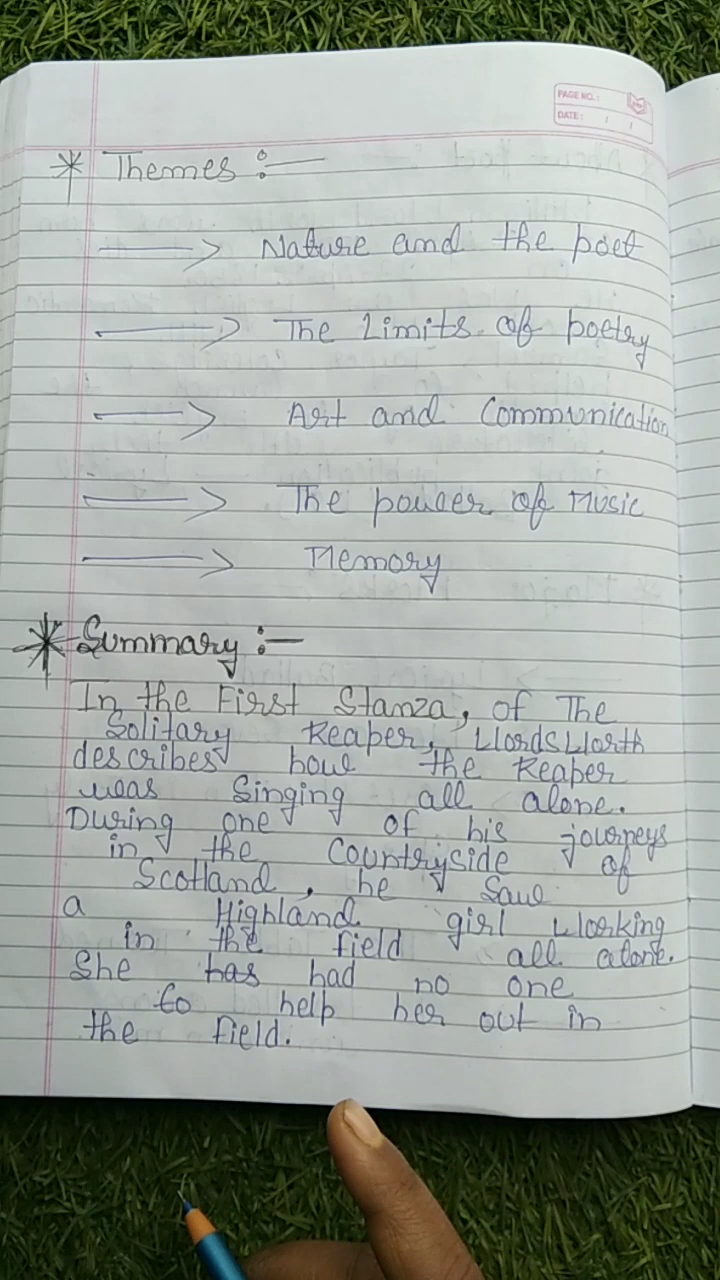 PAGE NO.:
DATE: / /
* Themes :—
→ Nature and the poet
→ The Limits of poetry
→ Art and Communication
→ The power of Music
→ Memory
* Summary :—
In the First Stanza, of The
Solitary Reaper, Wordsworth
describes how the Reaper
was Singing all alone.
During one of his journeys
in the Countryside of
Scotland, he saw
a Highland girl working
in the field all alone.
She has had no one
to help her out in
the field.